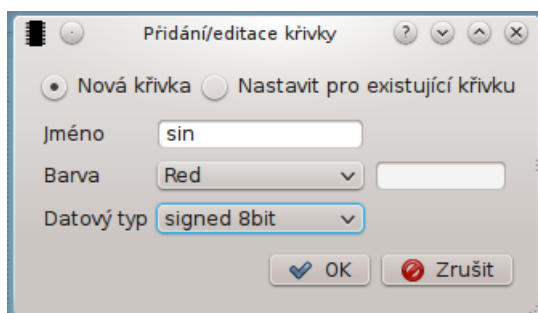 Přidání/editace křivky
Nová křivka Nastavit pro existující křivku
Jméno sin
Barva Red
Datový typ signed 8bit
OK Zrušit